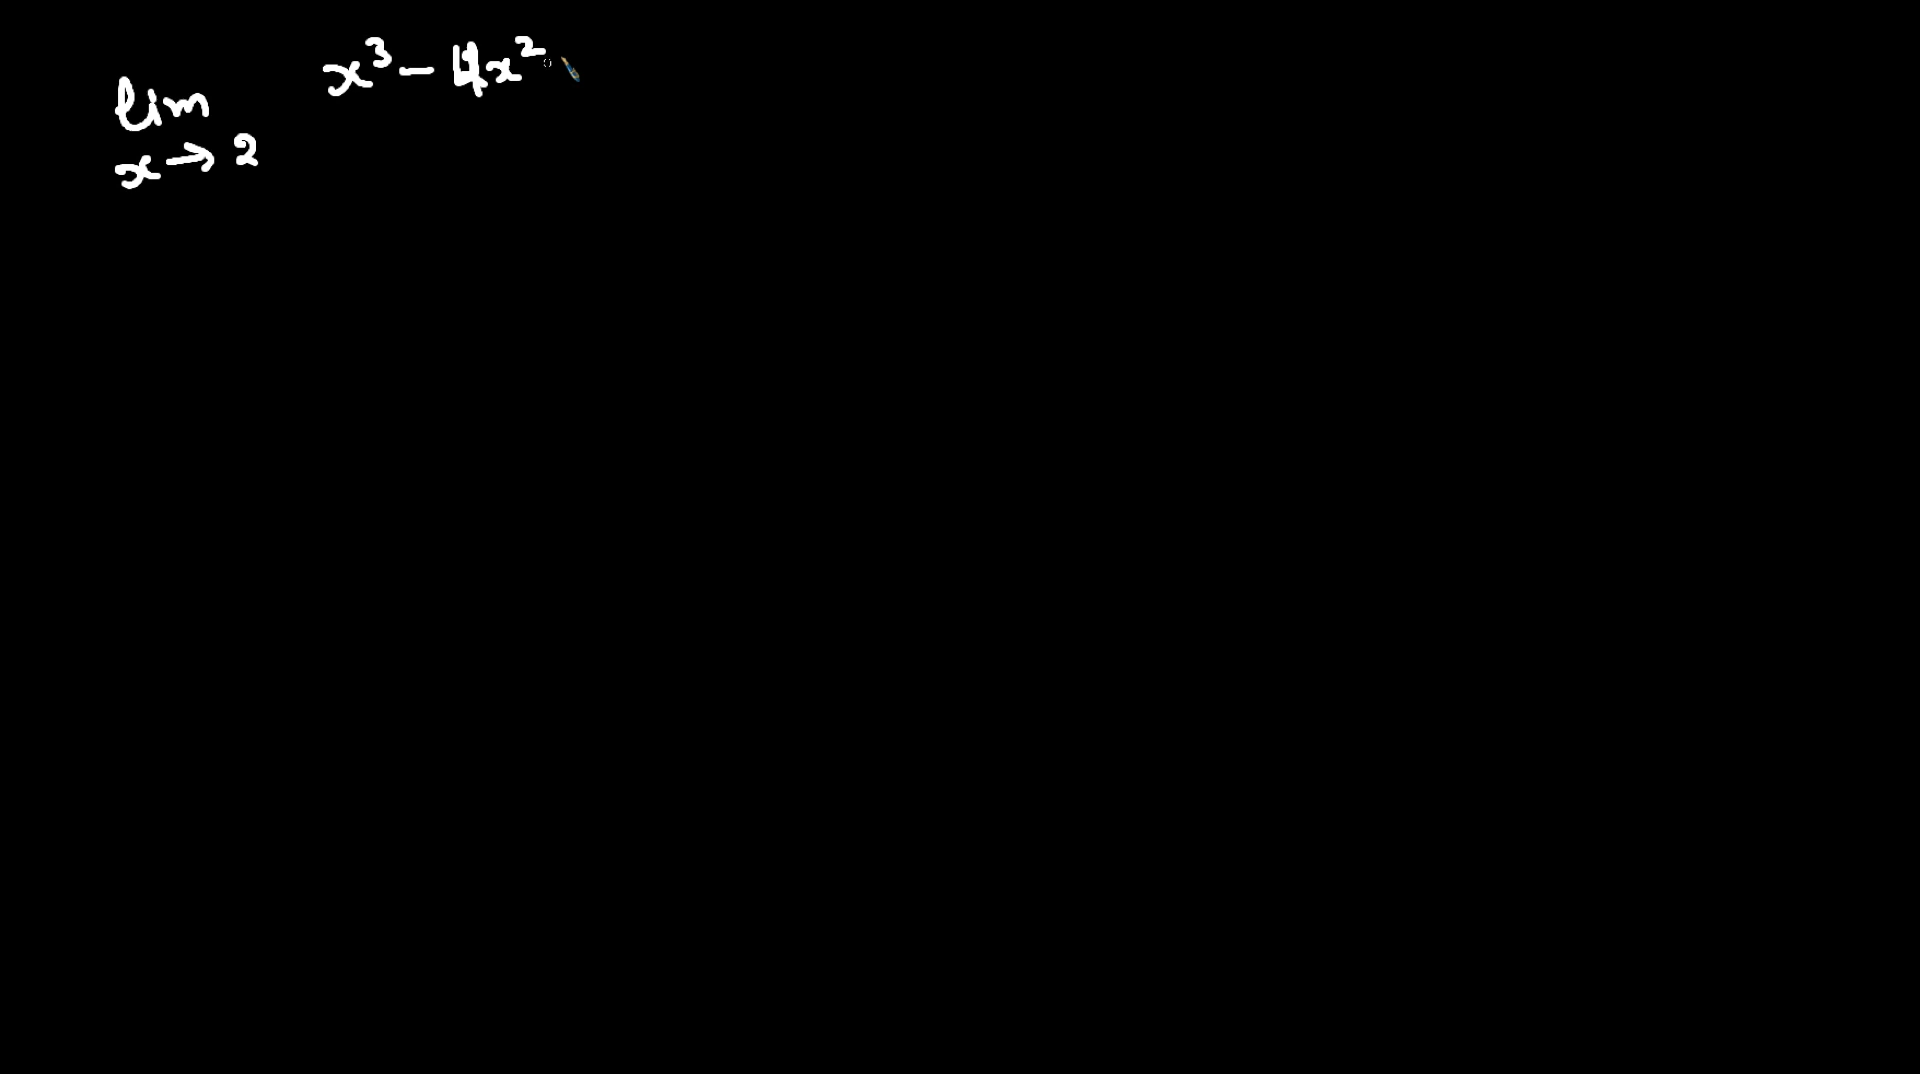 lim x³ - 4x²
x → 2